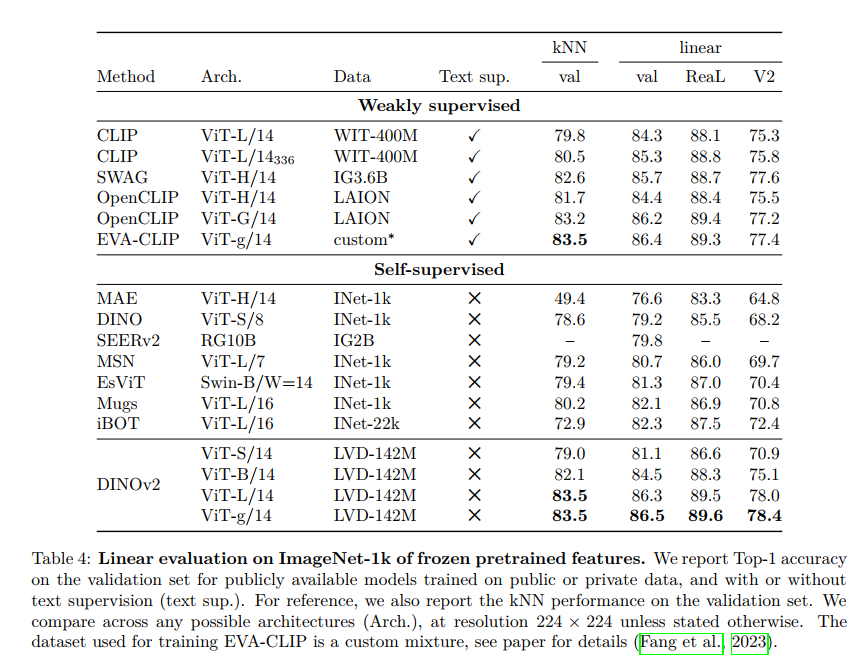 kNN linear
Method Arch. Data Text sup. val val ReaL V2
Weakly supervised
CLIP ViT-L/14 WIT-400M ✓ 79.8 84.3 88.1 75.3
CLIP ViT-L/14336 WIT-400M ✓ 80.5 85.3 88.8 75.8
SWAG ViT-H/14 IG3.6B ✓ 82.6 85.7 88.7 77.6
OpenCLIP ViT-H/14 LAION ✓ 81.7 84.4 88.4 75.5
OpenCLIP ViT-G/14 LAION ✓ 83.2 86.2 89.4 77.2
EVA-CLIP ViT-g/14 custom* ✓ 83.5 86.4 89.3 77.4
Self-supervised
MAE ViT-H/14 INet-1k ✕ 49.4 76.6 83.3 64.8
DINO ViT-S/8 INet-1k ✕ 78.6 79.2 85.5 68.2
SEERv2 RG10B IG2B ✕ – 79.8 – –
MSN ViT-L/7 INet-1k ✕ 79.2 80.7 86.0 69.7
EsViT Swin-B/W=14 INet-1k ✕ 79.4 81.3 87.0 70.4
Mugs ViT-L/16 INet-1k ✕ 80.2 82.1 86.9 70.8
iBOT ViT-L/16 INet-22k ✕ 72.9 82.3 87.5 72.4
DINOv2
ViT-S/14 LVD-142M ✕ 79.0 81.1 86.6 70.9
ViT-B/14 LVD-142M ✕ 82.1 84.5 88.3 75.1
ViT-L/14 LVD-142M ✕ 83.5 86.3 89.5 78.0
ViT-g/14 LVD-142M ✕ 83.5 86.5 89.6 78.4
Table 4: Linear evaluation on ImageNet-1k of frozen pretrained features. We report Top-1 accuracy
on the validation set for publicly available models trained on public or private data, and with or without
text supervision (text sup.). For reference, we also report the kNN performance on the validation set. We
compare across any possible architectures (Arch.), at resolution 224 × 224 unless stated otherwise. The
dataset used for training EVA-CLIP is a custom mixture, see paper for details (Fang et al., 2023).